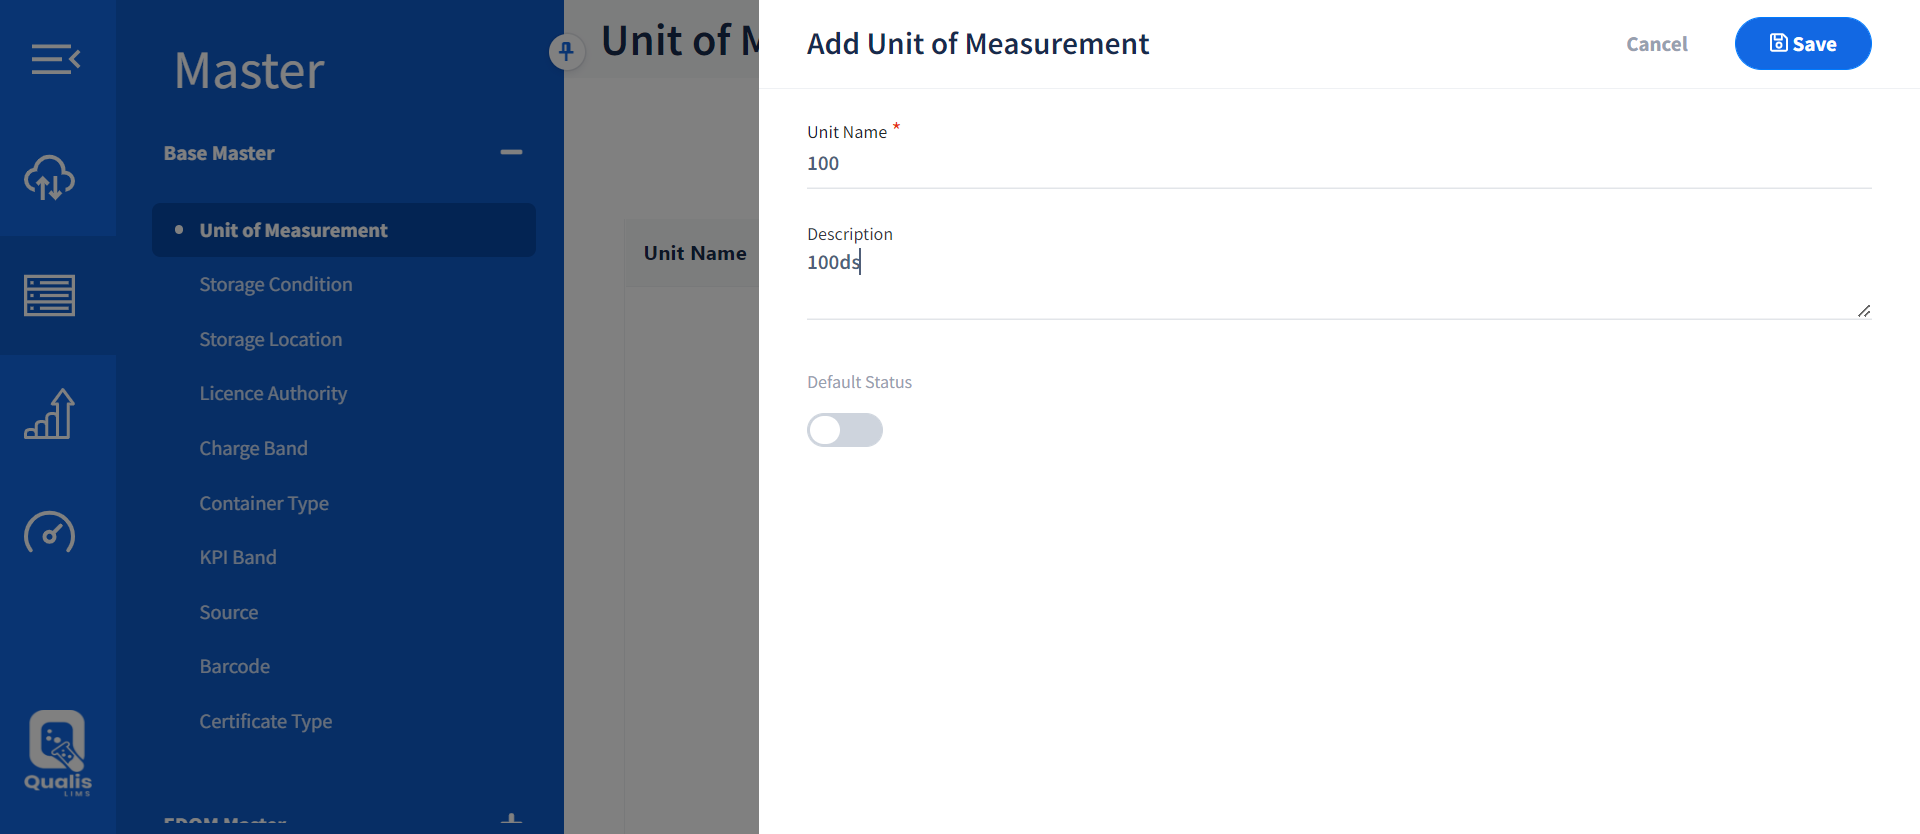 Master
Base Master
Unit of Measurement
Storage Condition
Storage Location
Licence Authority
Charge Band
Container Type
KPI Band
Source
Barcode
Certificate Type
Qualis
LIMS
Unit of M
Unit Name
Add Unit of Measurement
Cancel
Save
Unit Name *
100
Description
100ds
Default Status